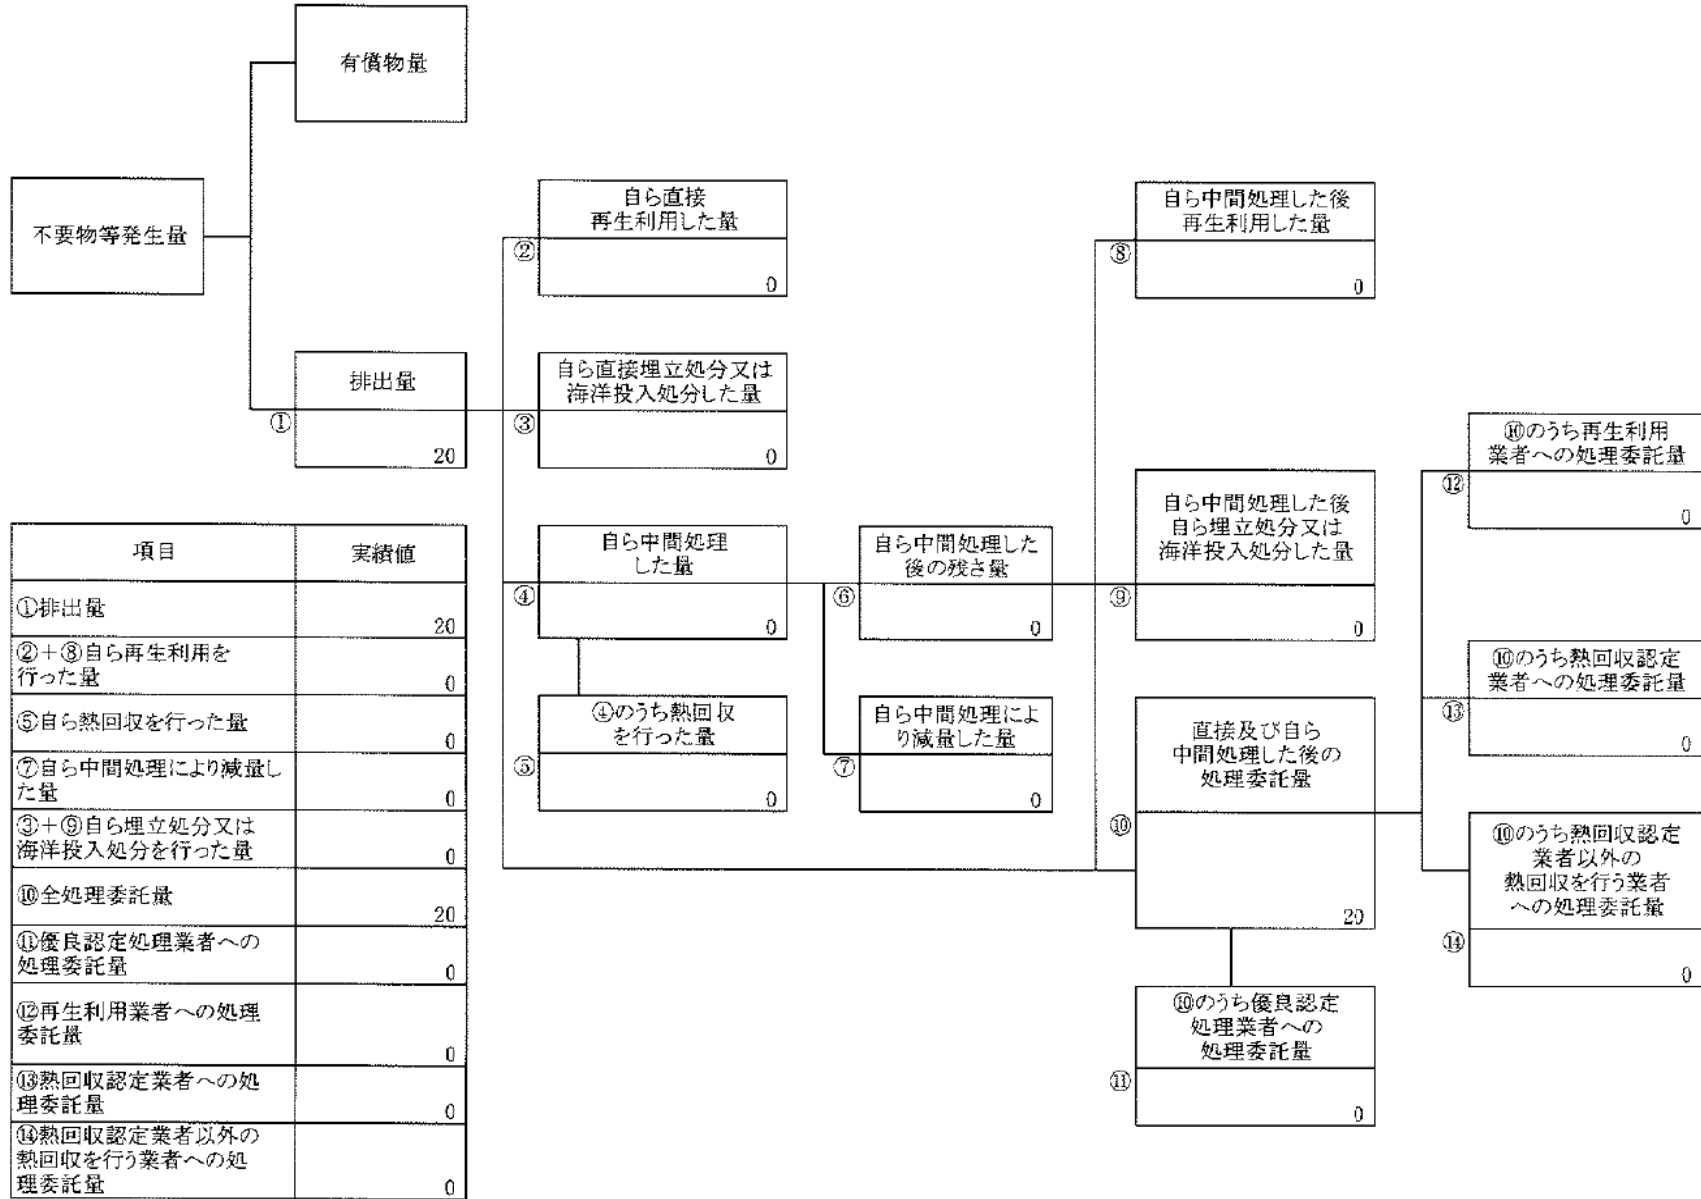 有償物量
不要物等発生量
自ら直接
再生利用した量
②
0
自ら中間処理した後
再生利用した量
⑧
0
排出量
①
20
自ら直接埋立処分又は
海洋投入処分した量
③
0
⑩のうち再生利用
業者への処理委託量
⑫
0
自ら中間処理
した量
④
0
自ら中間処理した
後の残さ量
⑥
0
自ら中間処理した後
自ら埋立処分又は
海洋投入処分した量
⑨
0
④のうち熱回収
を行った量
⑤
0
自ら中間処理によ
り減量した量
⑦
0
直接及び自ら
中間処理した後の
処理委託量
⑩
20
⑩のうち熱回収認定
業者への処理委託量
⑬
0
⑩のうち熱回収認定
業者以外の
熱回収を行う業者
への処理委託量
⑭
0
⑩のうち優良認定
処理業者への
処理委託量
⑪
0
項目 実績値
①排出量
20
②+⑧自ら再生利用を
行った量
0
⑤自ら熱回収を行った量
0
⑦自ら中間処理により減量し
た量
0
③+⑨自ら埋立処分又は
海洋投入処分を行った量
0
⑩全処理委託量
20
⑪優良認定処理業者への
処理委託量
0
⑫再生利用業者への処理
委託量
0
⑬熱回収認定業者への処
理委託量
0
⑭熱回収認定業者以外の
熱回収を行う業者への処
理委託量
0